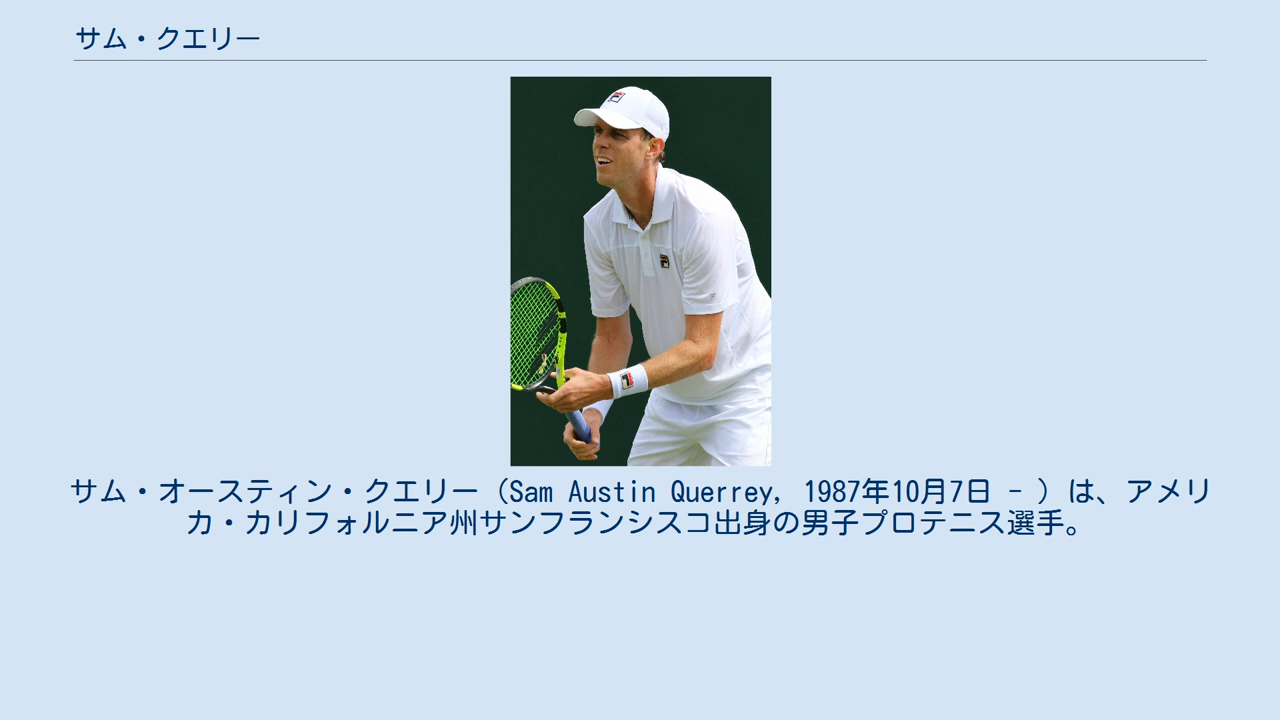 サム・クエリー
サム・オースティン・クエリー（Sam Austin Querrey, 1987年10月7日 - ）は、アメリ
カ・カリフォルニア州サンフランシスコ出身の男子プロテニス選手。